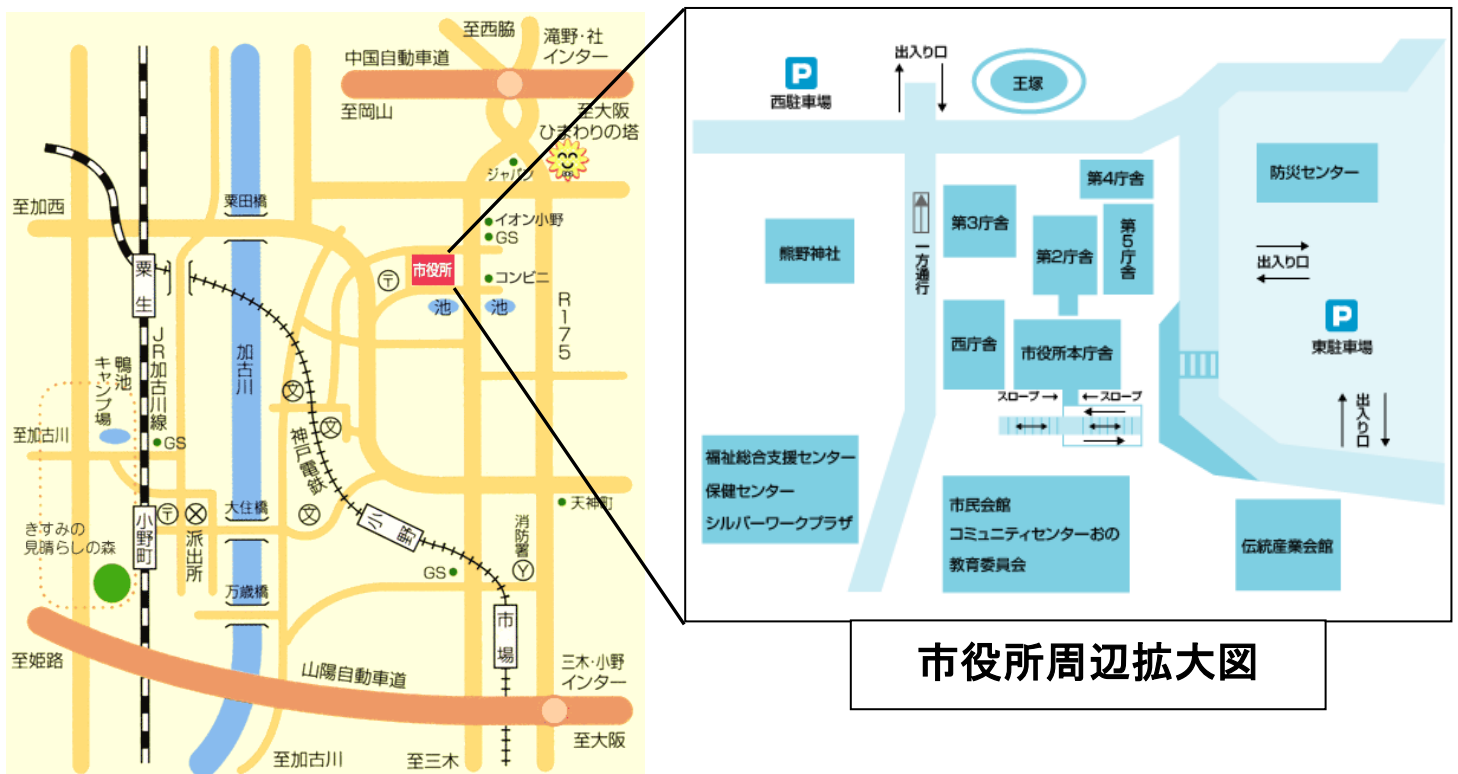 至西脇
滝野・社
インター
中国自動車道
至岡山
至大阪
ひまわりの塔
ジャパン
至加西
粟田橋
イオン小野
GS
粟生
市役所
〒
コンビニ
池
池
R175
JR加古川線
加古川
鴨池
キャンプ場
文
文
至加古川
GS
神戸電鉄
大住橋
文
天神町
小野町
〒
派出所
小野
消防署
Y
きすみの
見晴らしの森
GS
万歳橋
市場
至姫路
山陽自動車道
三木・小野
インター
至大阪
至加古川
至三木
出入り口
P
西駐車場
王塚
防災センター
第4庁舎
第3庁舎
第5庁舎
第2庁舎
熊野神社
一方通行
出入り口
P
東駐車場
西庁舎
市役所本庁舎
スロープ→
←スロープ
出入り口
福祉総合支援センター
保健センター
シルバーワークプラザ
市民会館
コミュニティセンターおの
教育委員会
伝統産業会館
市役所周辺拡大図